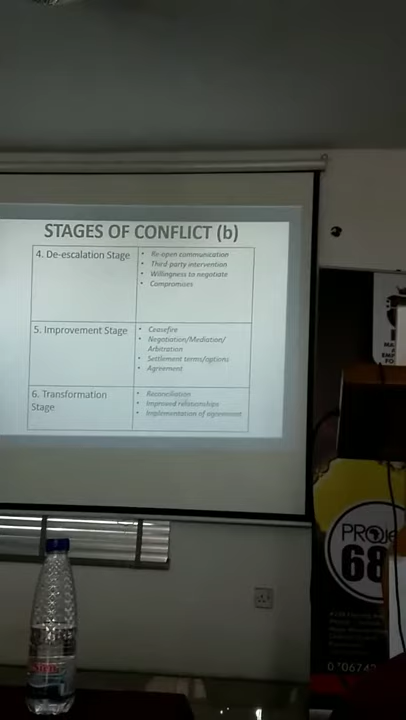 STAGES OF CONFLICT (b)
4. De-escalation Stage
• Re-open communication
• Third party intervention
• Willingness to negotiate
• Compromises
5. Improvement Stage
• Ceasefire
• Negotiation/Mediation/
Arbitration
• Settlement terms/options
• Agreement
6. Transformation
Stage
• Reconciliation
• Improved relationships
• Implementation of agreement
PROJE
68